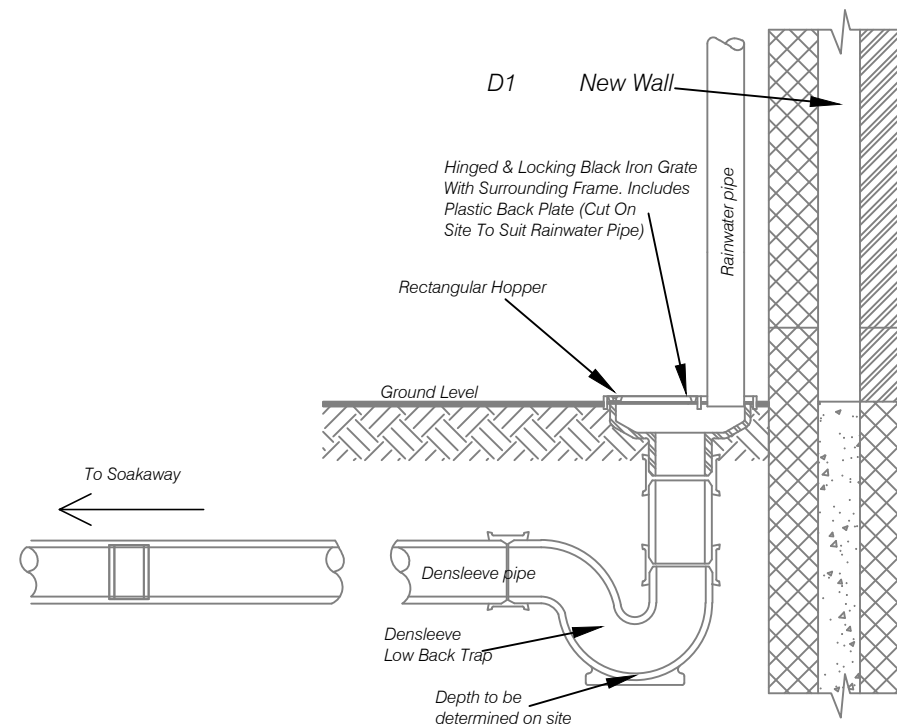 D1 New Wall
Hinged & Locking Black Iron Grate
With Surrounding Frame. Includes
Plastic Back Plate (Cut On
Site To Suit Rainwater Pipe)
Rainwater pipe
Rectangular Hopper
Ground Level
To Soakaway
Densleeve pipe
Densleeve
Low Back Trap
Depth to be
determined on site